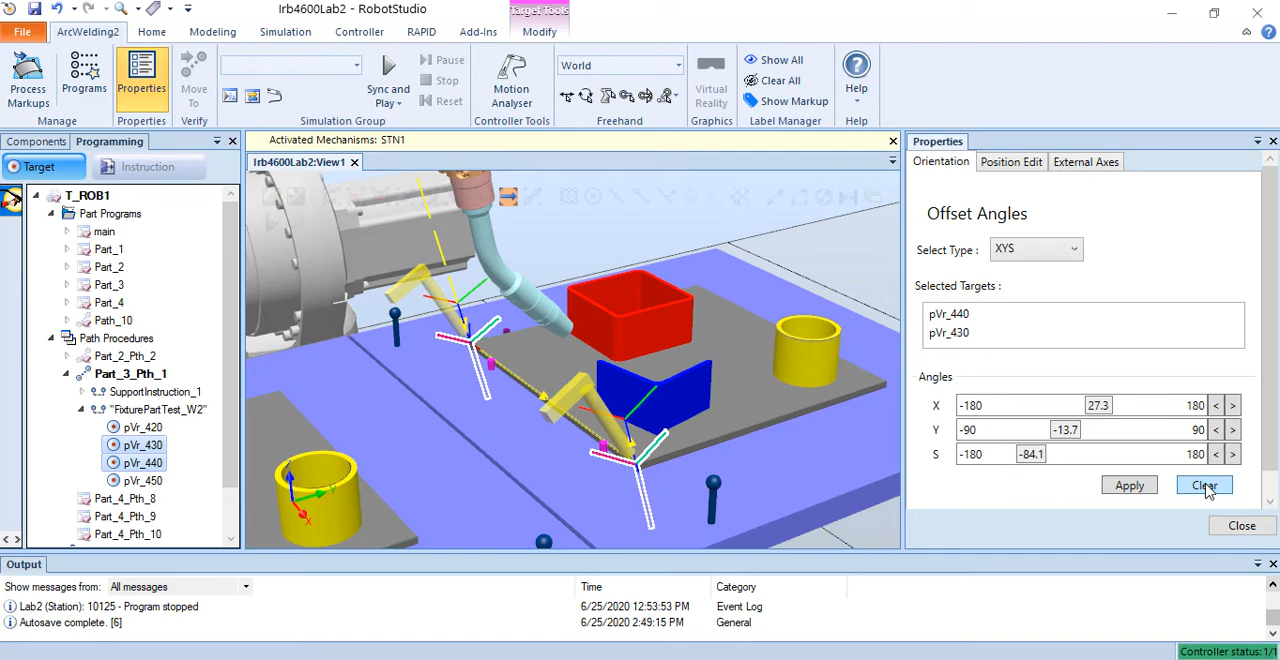 Irb4600Lab2 - RobotStudio
Target Tools
File
ArcWelding2
Home
Modeling
Simulation
Controller
RAPID
Add-Ins
Modify
Process
Markups
Programs
Properties
Move
To
Sync and
Play
Pause
Stop
Reset
Motion
Analyser
World
Virtual
Reality
Show All
Clear All
Show Markup
Help
Manage
Properties
Verify
Simulation Group
Controller Tools
Freehand
Graphics
Label Manager
Help
Components
Programming
Target
Instruction
T_ROB1
Part Programs
main
Part_1
Part_2
Part_3
Part_4
Path_10
Path Procedures
Part_2_Pth_2
Part_3_Pth_1
SupportInstruction_1
"FixturePartTest_W2"
pVr_420
pVr_430
pVr_440
pVr_450
Part_4_Pth_8
Part_4_Pth_9
Part_4_Pth_10
Activated Mechanisms: STN1
Irb4600Lab2:View1
Z
Y
X
Properties
Orientation
Position Edit
External Axes
Offset Angles
Select Type :
XYS
Selected Targets :
pVr_440
pVr_430
Angles
X -180 27.3 180 < >
Y -90 -13.7 90 < >
S -180 -84.1 180 < >
Apply
Clear
Close
Output
Show messages from: All messages
Time
Category
Lab2 (Station): 10125 - Program stopped
6/25/2020 12:53:53 PM
Event Log
Autosave complete. [6]
6/25/2020 2:49:15 PM
General
Controller status:1/1